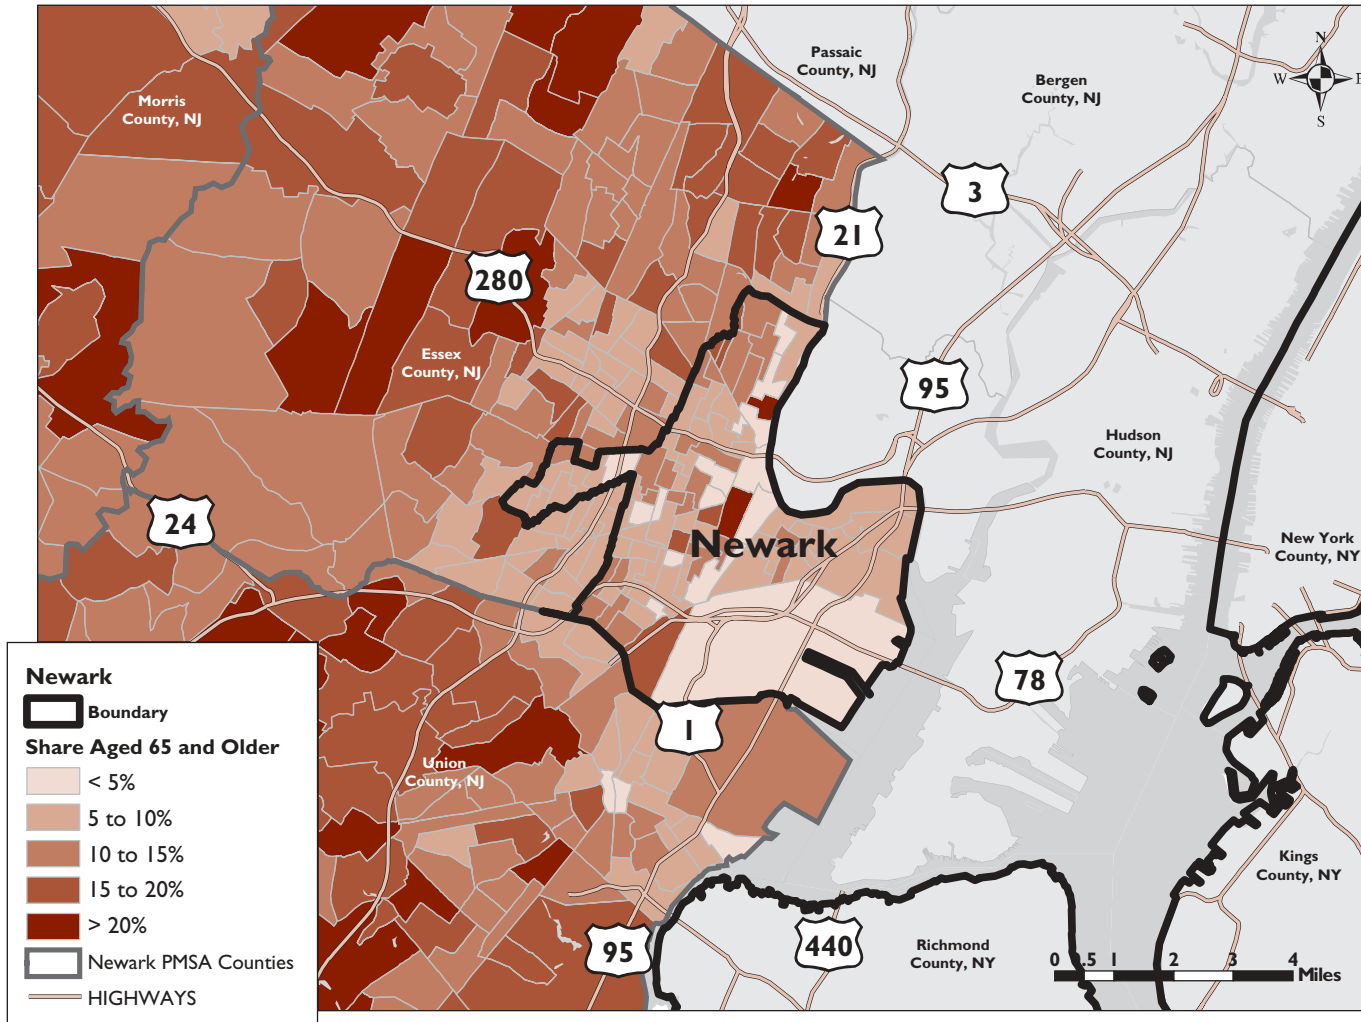 Passaic
County, NJ
Bergen
County, NJ
N
W
E
S
Morris
County, NJ
3
21
280
Essex
County, NJ
95
Hudson
County, NJ
24
Newark
New York
County, NY
78
1
Union
County, NJ
Kings
County, NY
95
440
Richmond
County, NY
0 .5 1 2 3 4
Miles
Newark
Boundary
Share Aged 65 and Older
< 5%
5 to 10%
10 to 15%
15 to 20%
> 20%
Newark PMSA Counties
HIGHWAYS